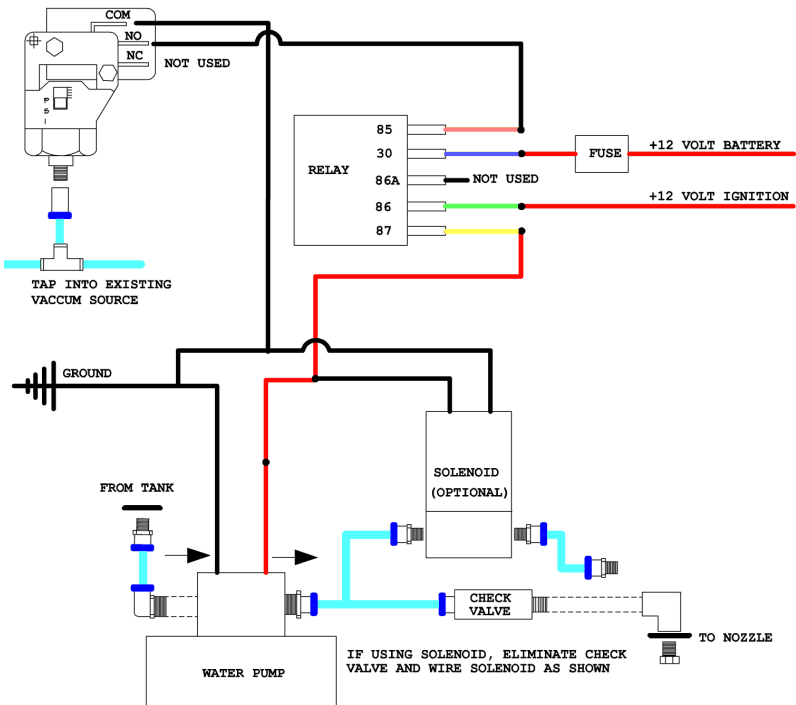 COM
NO
NC
NOT USED
P
S
I
85
30
86A
86
87
RELAY
NOT USED
FUSE
+12 VOLT BATTERY
+12 VOLT IGNITION
TAP INTO EXISTING
VACCUM SOURCE
GROUND
FROM TANK
SOLENOID
(OPTIONAL)
CHECK
VALVE
TO NOZZLE
WATER PUMP
IF USING SOLENOID, ELIMINATE CHECK
VALVE AND WIRE SOLENOID AS SHOWN